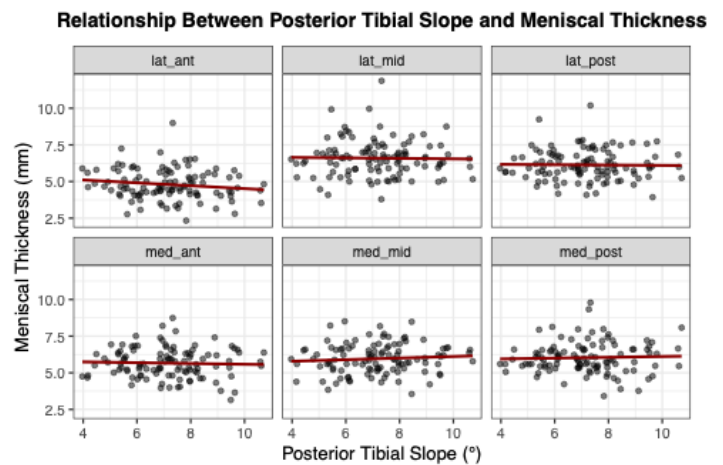 Relationship Between Posterior Tibial Slope and Meniscal Thickness
lat_ant lat_mid lat_post
10.0
7.5
5.0
2.5
med_ant med_mid med_post
10.0
7.5
5.0
2.5
4 6 8 10 4 6 8 10 4 6 8 10
Meniscal Thickness (mm)
Posterior Tibial Slope (°)